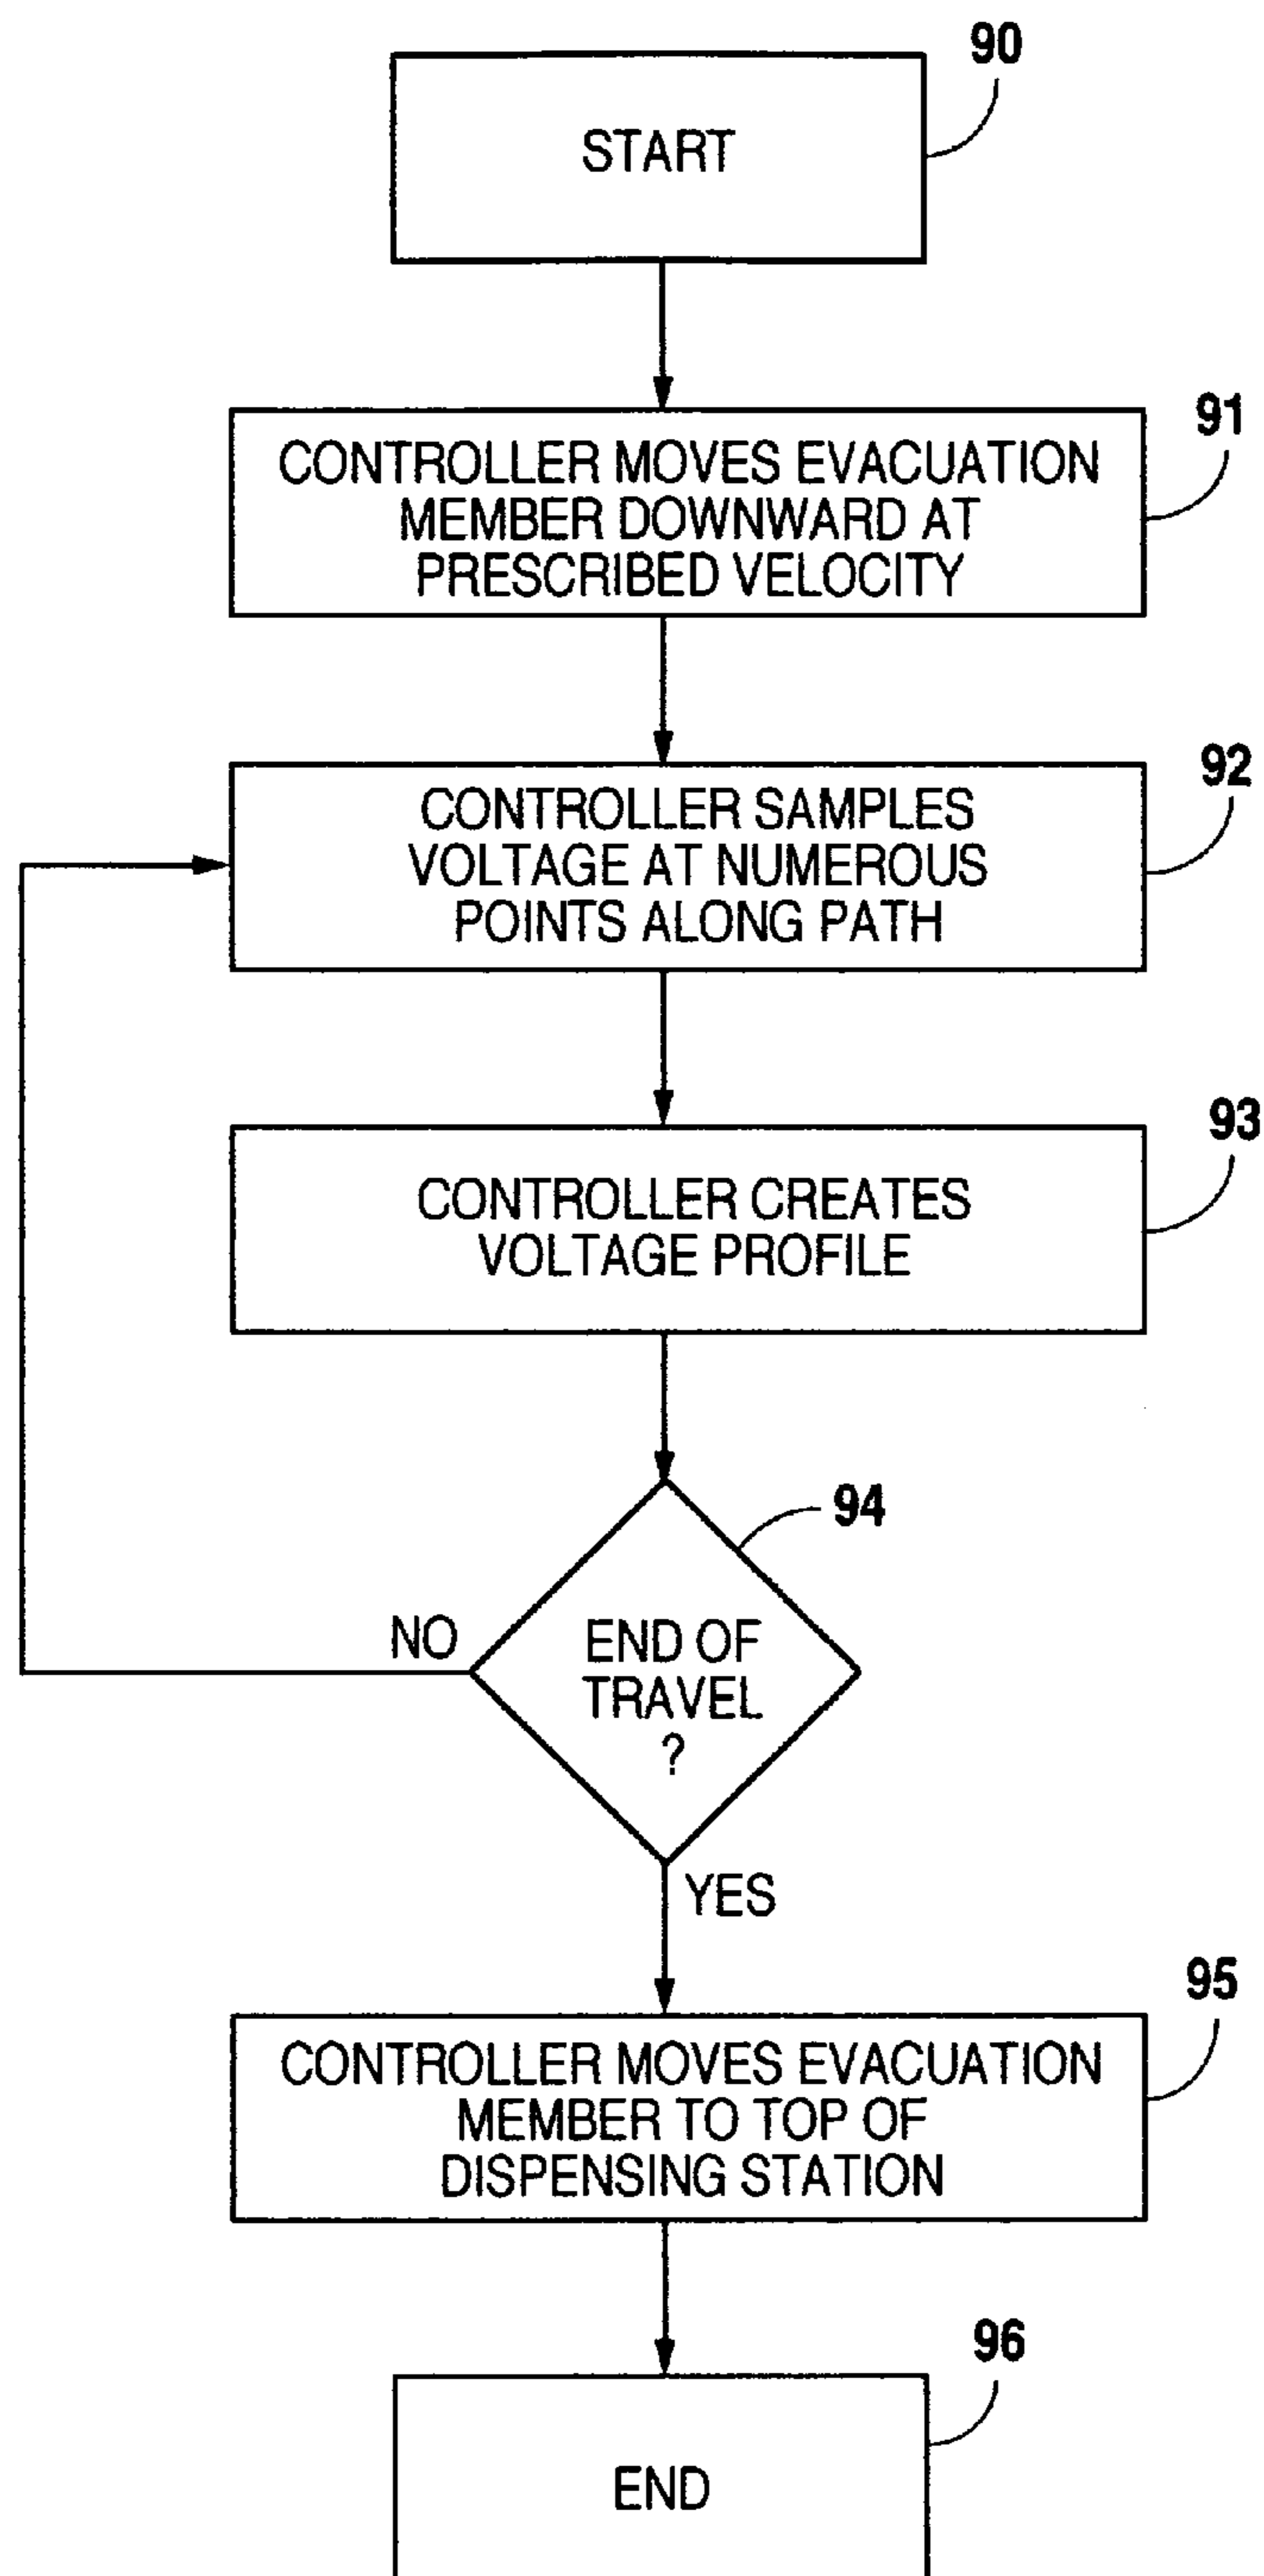 90
START
91
CONTROLLER MOVES EVACUATION
MEMBER DOWNWARD AT
PRESCRIBED VELOCITY
92
CONTROLLER SAMPLES
VOLTAGE AT NUMEROUS
POINTS ALONG PATH
93
CONTROLLER CREATES
VOLTAGE PROFILE
94
NO
END OF
TRAVEL
?
YES
95
CONTROLLER MOVES EVACUATION
MEMBER TO TOP OF
DISPENSING STATION
96
END